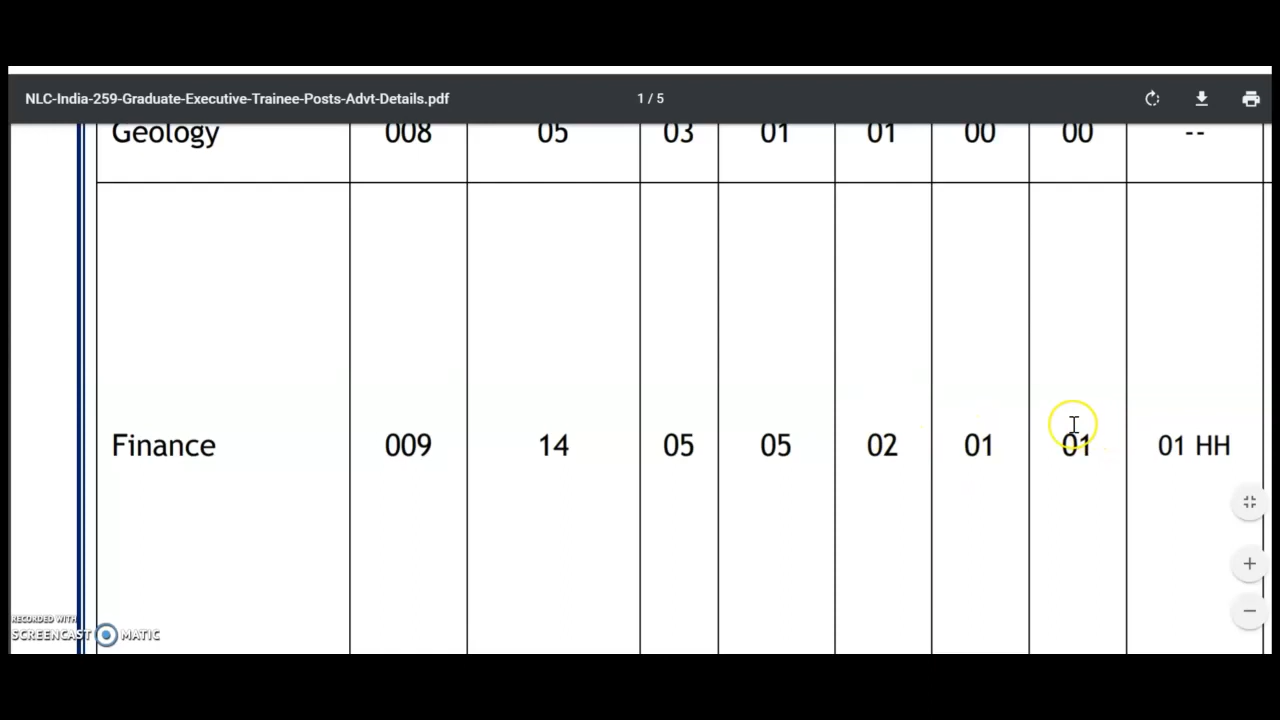 NLC-India-259-Graduate-Executive-Trainee-Posts-Advt-Details.pdf 1 / 5
Geology 008 05 03 01 01 00 00 --
Finance 009 14 05 05 02 01 01 01 HH
RECORDED WITH
SCREENCAST MATIC